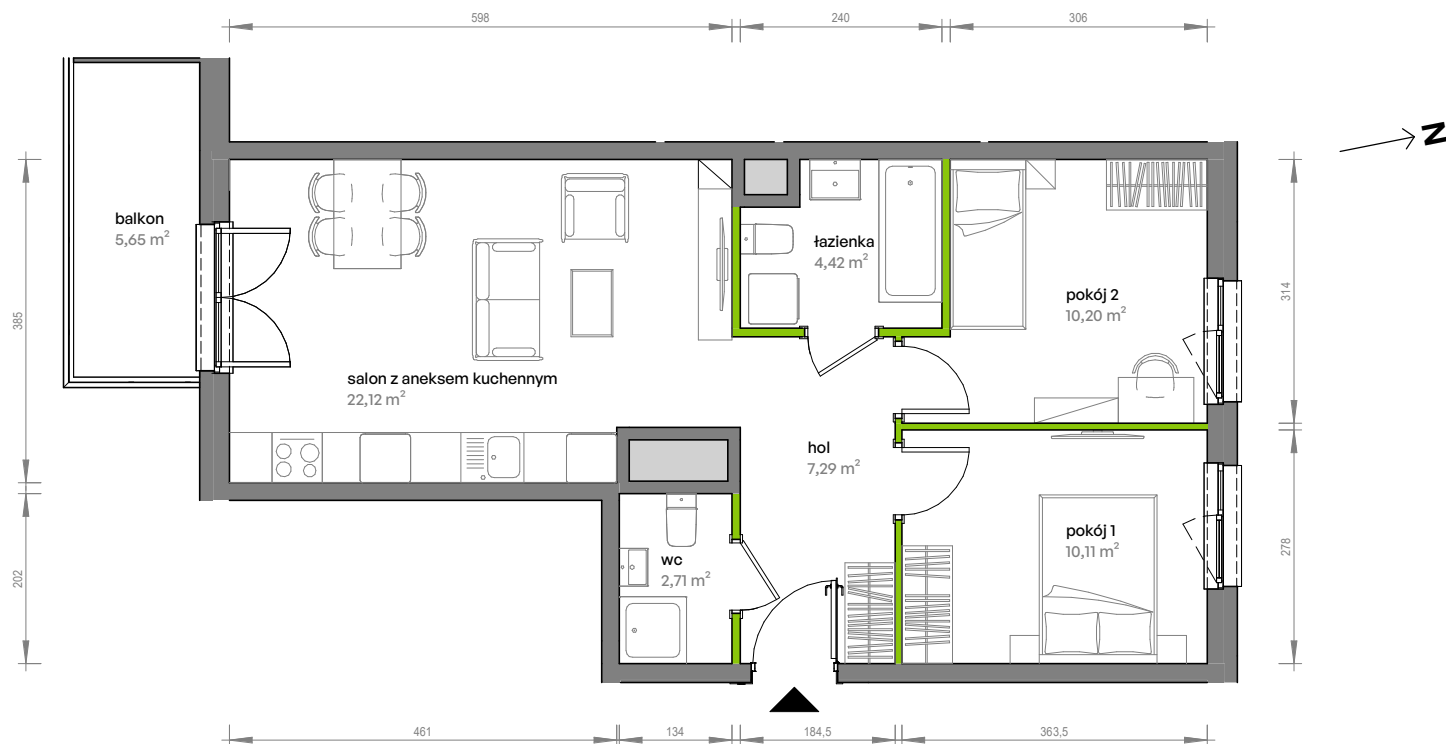 598
240
306
N
balkon
5,65 m²
łazienka
4,42 m²
pokój 2
10,20 m²
385
314
salon z aneksem kuchennym
22,12 m²
hol
7,29 m²
pokój 1
10,11 m²
wc
2,71 m²
202
278
461
134
184,5
363,5